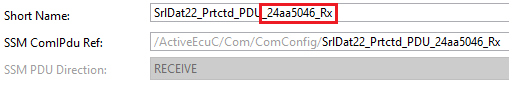 Short Name: SrlDat22_Prtctd_PDU_24aa5046_Rx
SSM ComIPdu Ref: /ActiveEcuC/Com/ComConfig/SrlDat22_Prtctd_PDU_24aa5046_Rx
SSM PDU Direction: RECEIVE